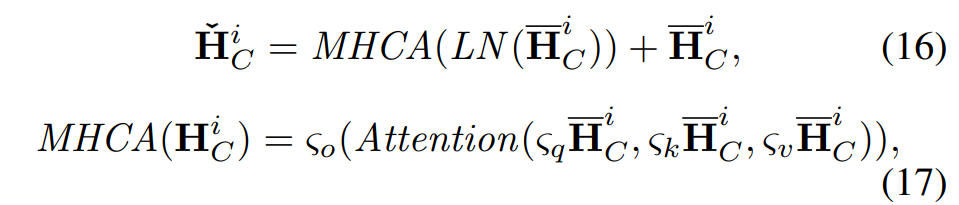 Ȟ^i_C = MHCA(LN(H̅^i_C)) + H̅^i_C, (16)
MHCA(H^i_C) = ς_o(Attention(ς_q H̅^i_C, ς_k H̅^i_C, ς_v H̅^i_C)),
(17)